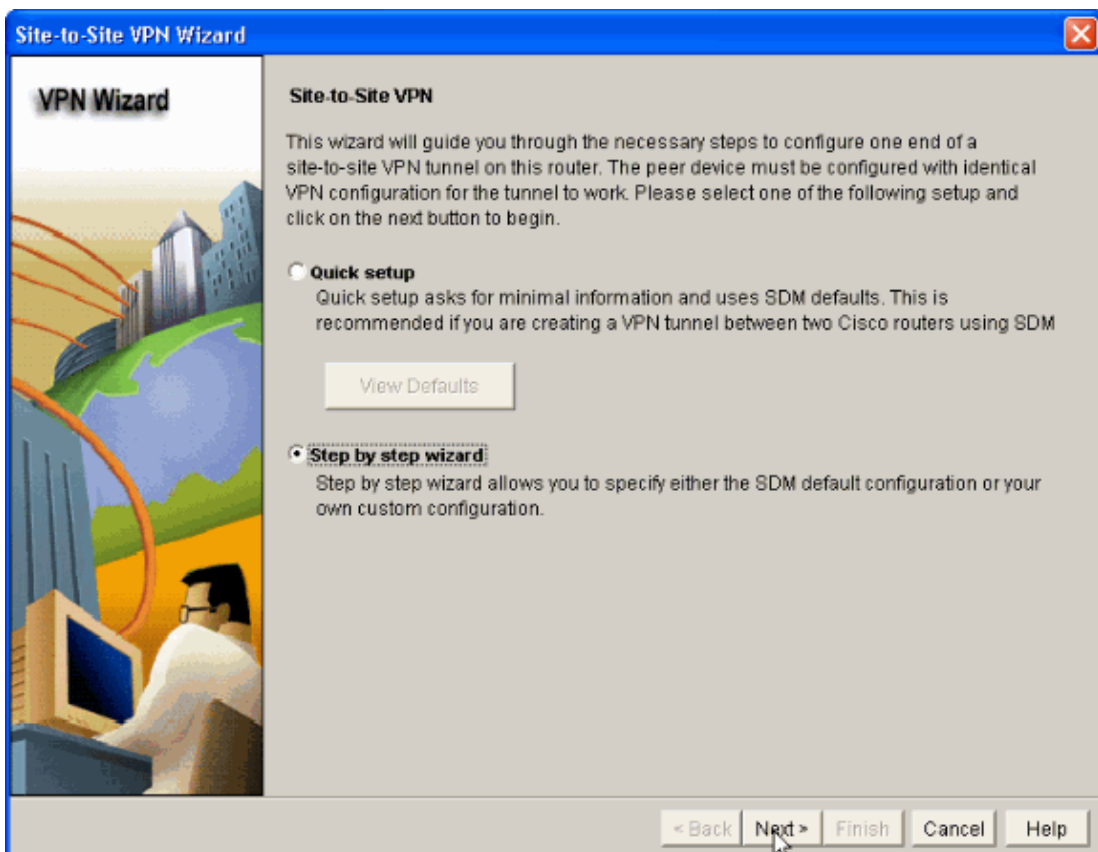 Site-to-Site VPN Wizard
VPN Wizard
Site-to-Site VPN
This wizard will guide you through the necessary steps to configure one end of a
site-to-site VPN tunnel on this router. The peer device must be configured with identical
VPN configuration for the tunnel to work. Please select one of the following setup and
click on the next button to begin.
Quick setup
Quick setup asks for minimal information and uses SDM defaults. This is
recommended if you are creating a VPN tunnel between two Cisco routers using SDM
View Defaults
Step by step wizard
Step by step wizard allows you to specify either the SDM default configuration or your
own custom configuration.
< Back Next > Finish Cancel Help